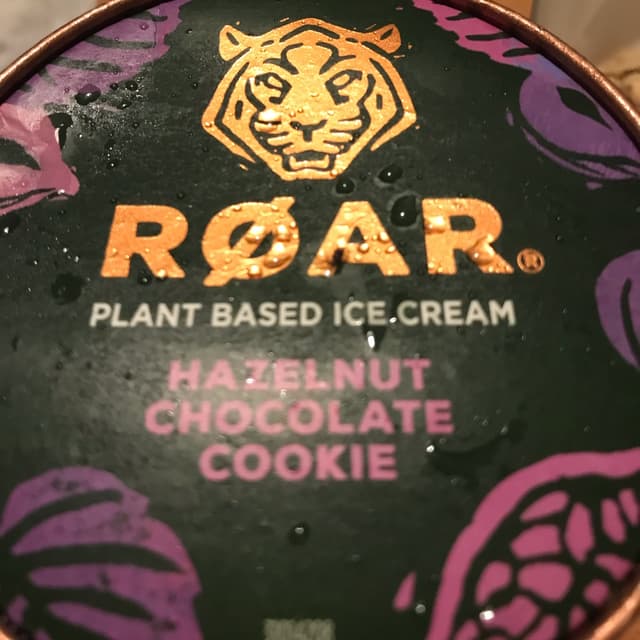 RØAR®
PLANT BASED ICE CREAM
HAZELNUT
CHOCOLATE
COOKIE